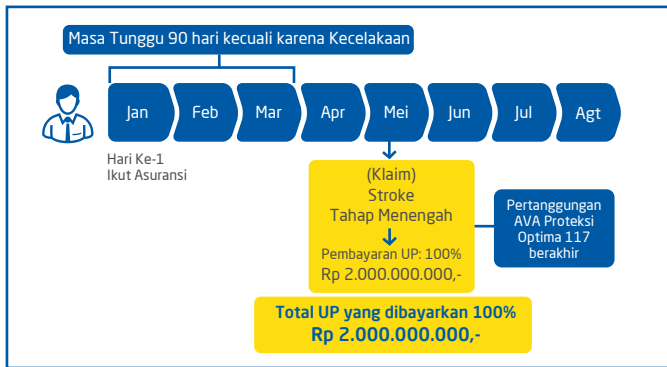 Masa Tunggu 90 hari kecuali karena Kecelakaan
Jan
Feb
Mar
Apr
Mei
Jun
Jul
Agt
Hari Ke-1
Ikut Asuransi
(Klaim)
Stroke
Tahap Menengah
Pembayaran UP: 100%
Rp 2.000.000.000,-
Pertanggungan
AVA Proteksi
Optima 117
berakhir
Total UP yang dibayarkan 100%
Rp 2.000.000.000,-